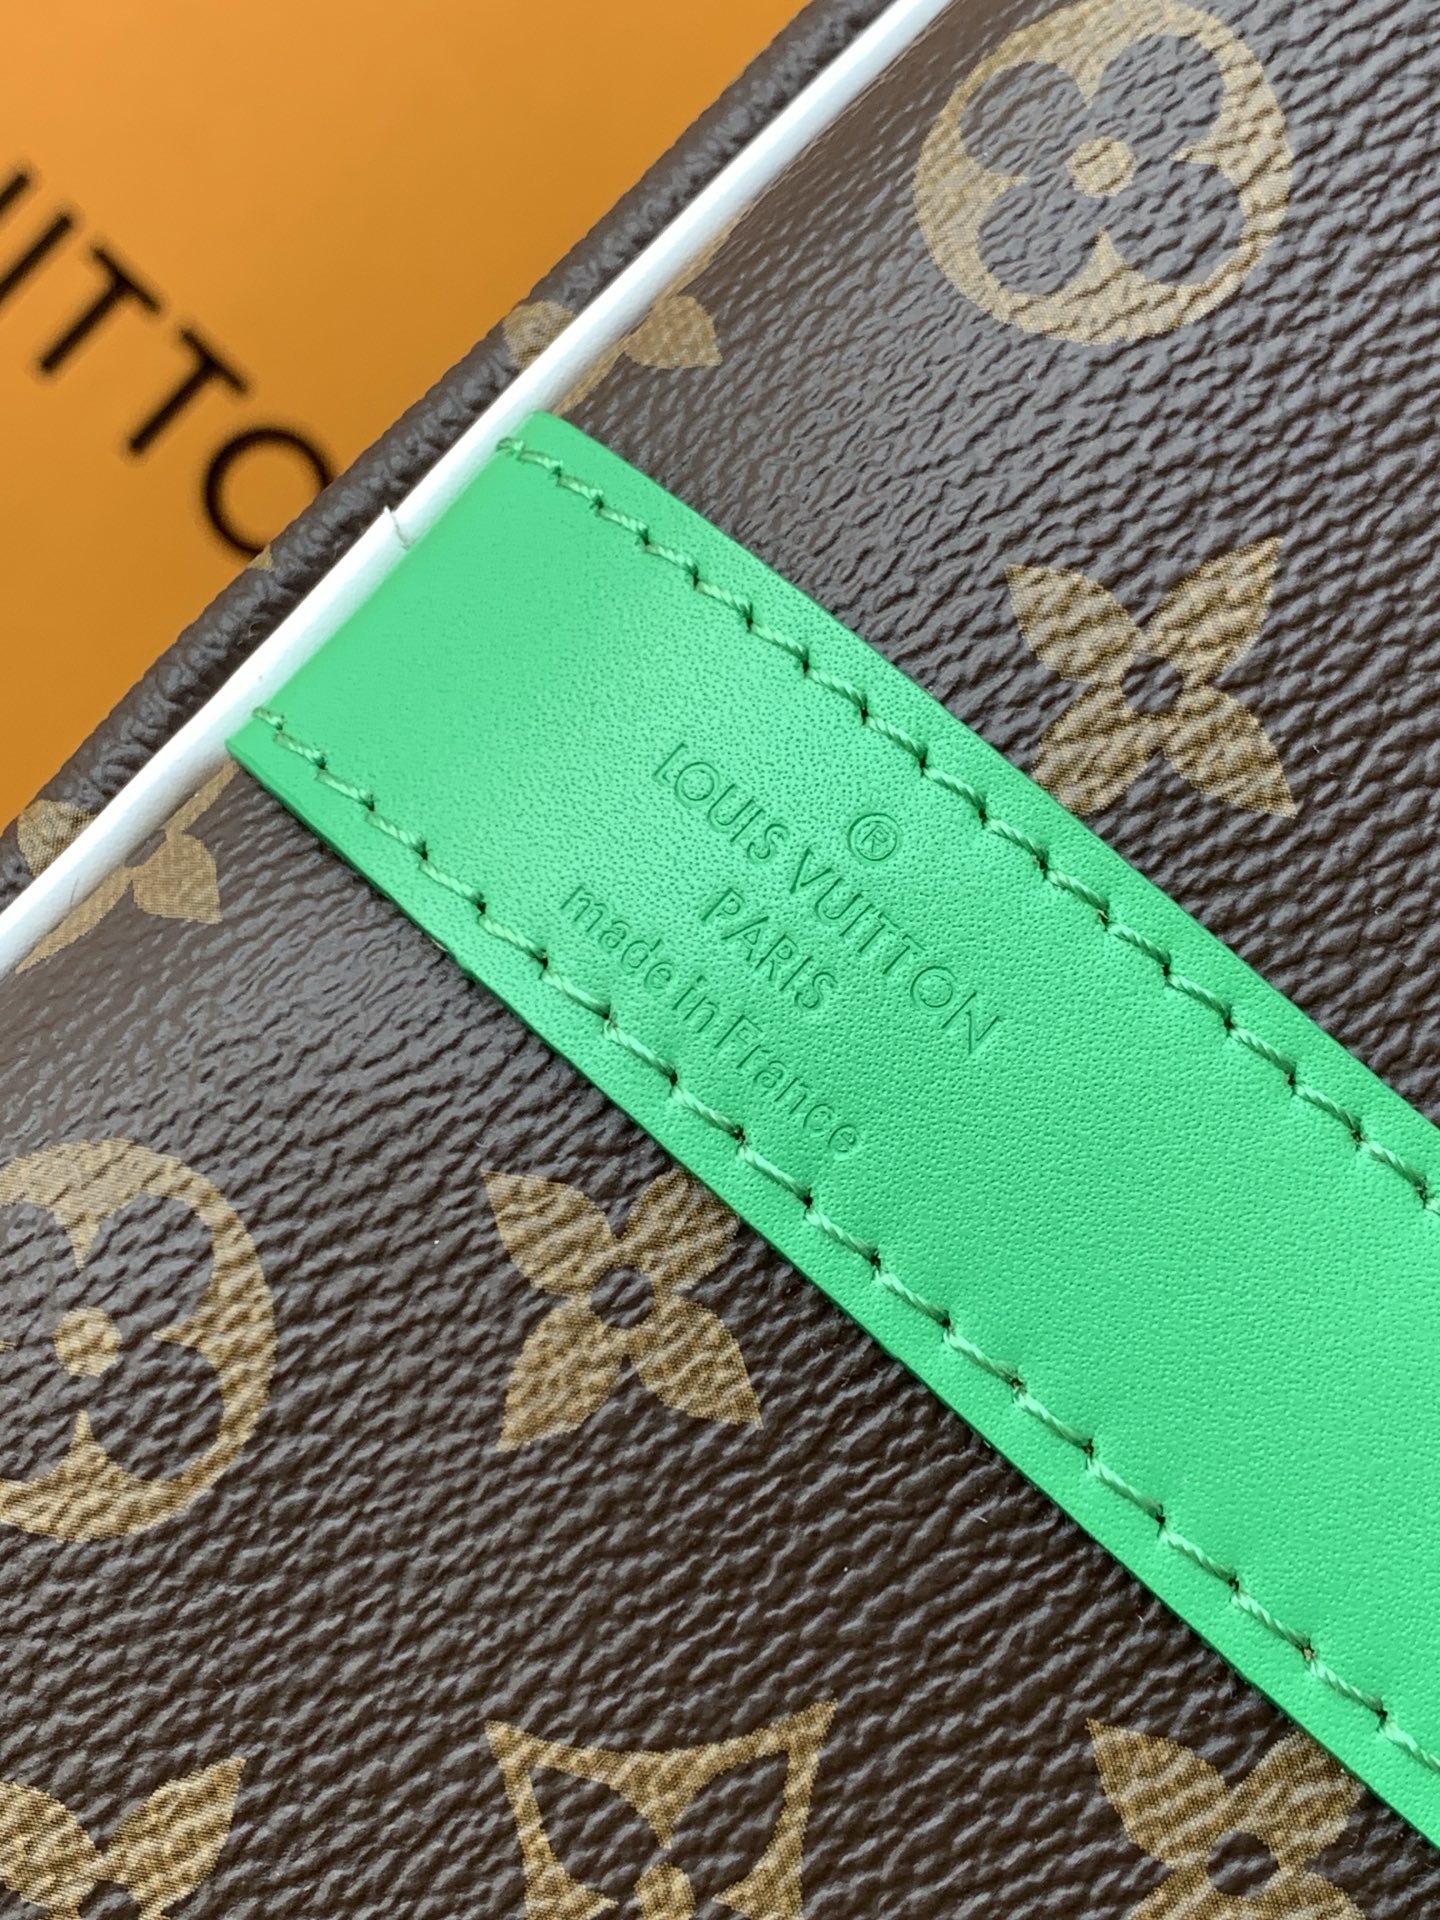 UITTO
®
LOUIS VUITTON
PARIS
made in France